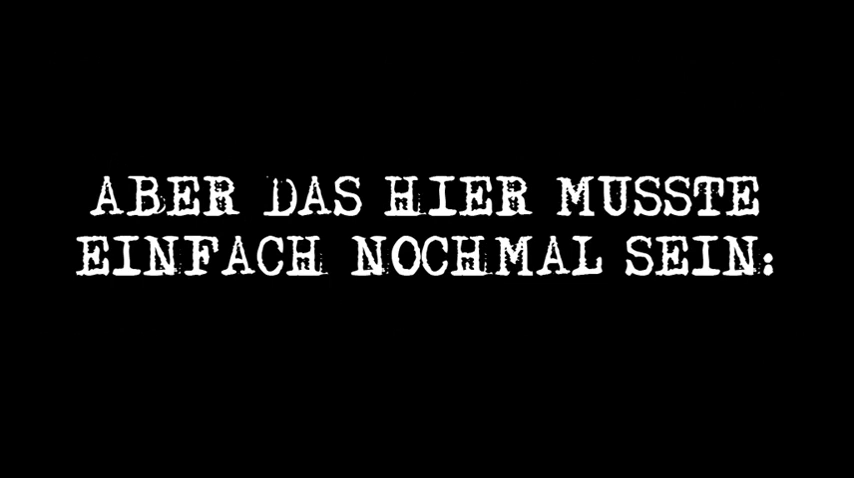 ABER DAS HIER MUSSTE
EINFACH NOCHMAL SEIN: